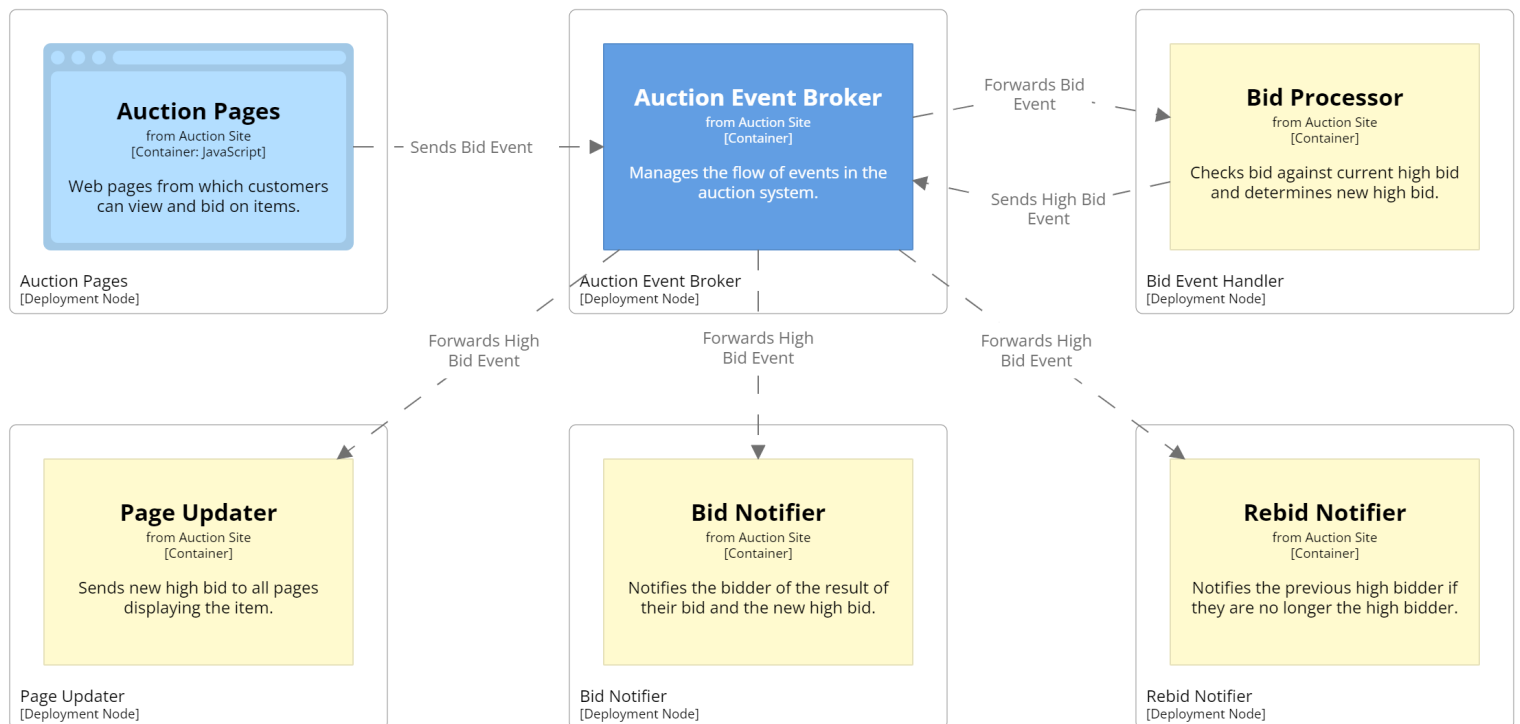 Auction Pages
from Auction Site
[Container: JavaScript]
Web pages from which customers
can view and bid on items.
Auction Pages
[Deployment Node]
Sends Bid Event
Auction Event Broker
from Auction Site
[Container]
Manages the flow of events in the
auction system.
Auction Event Broker
[Deployment Node]
Forwards Bid
Event
Sends High Bid
Event
Bid Processor
from Auction Site
[Container]
Checks bid against current high bid
and determines new high bid.
Bid Event Handler
[Deployment Node]
Forwards High
Bid Event
Forwards High
Bid Event
Forwards High
Bid Event
Page Updater
from Auction Site
[Container]
Sends new high bid to all pages
displaying the item.
Page Updater
[Deployment Node]
Bid Notifier
from Auction Site
[Container]
Notifies the bidder of the result of
their bid and the new high bid.
Bid Notifier
[Deployment Node]
Rebid Notifier
from Auction Site
[Container]
Notifies the previous high bidder if
they are no longer the high bidder.
Rebid Notifier
[Deployment Node]